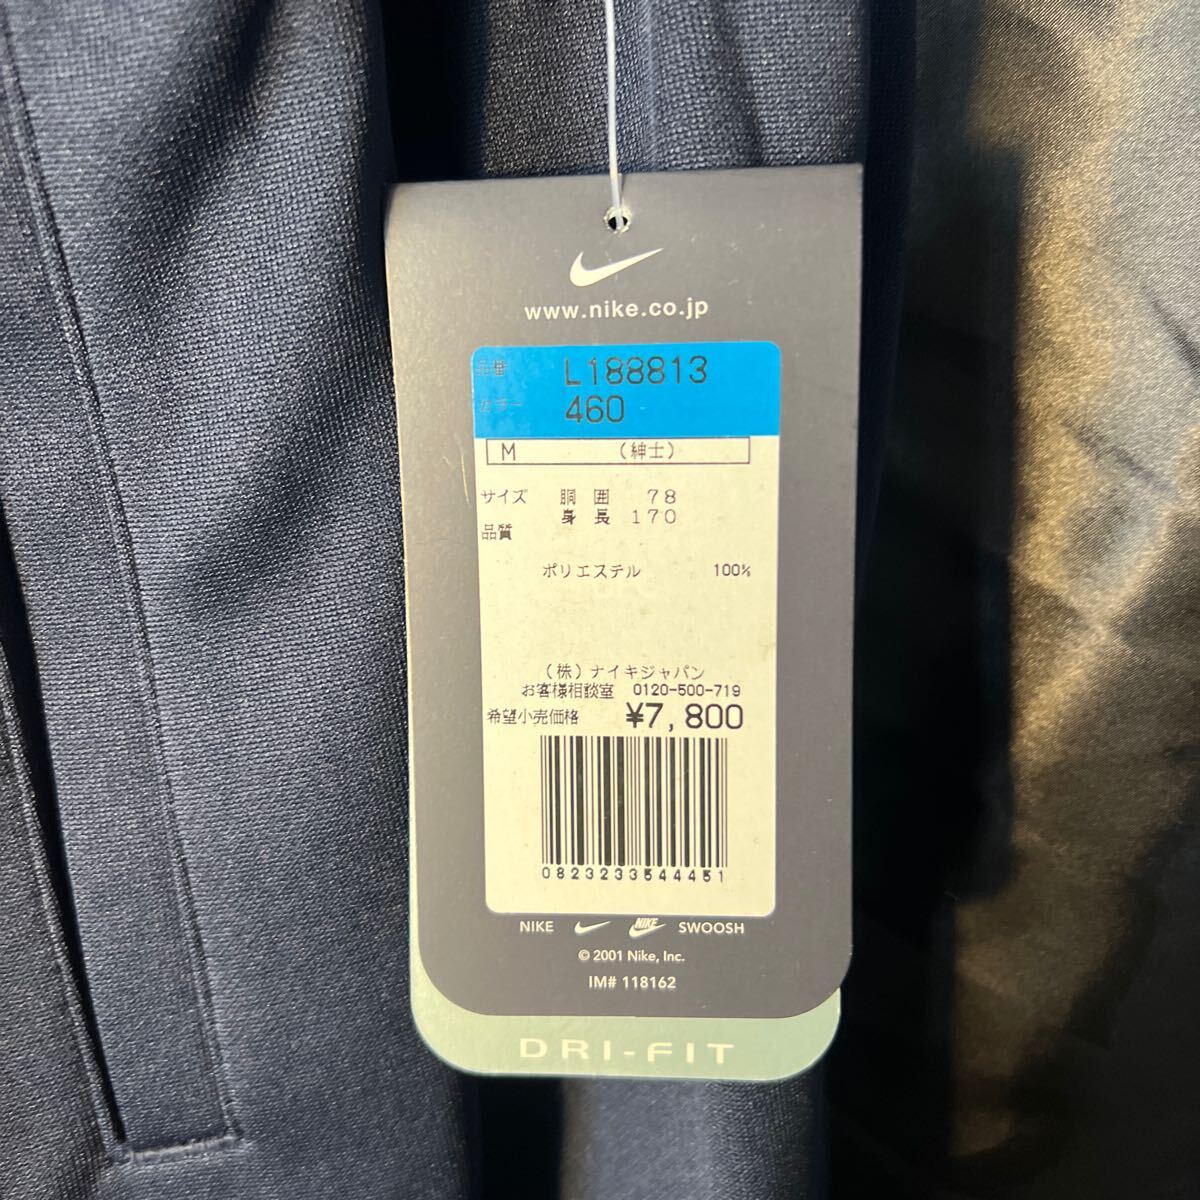 www.nike.co.jp
品番 L188813
カラー 460
M (紳士)
サイズ 胴囲 78
身長 170
品質
ポリエステル 100%
(株)ナイキジャパン
お客様相談室 0120-500-719
希望小売価格 ¥7,800
0823233544451
NIKE NIKE SWOOSH
© 2001 Nike, Inc.
IM# 118162
DRI-FIT